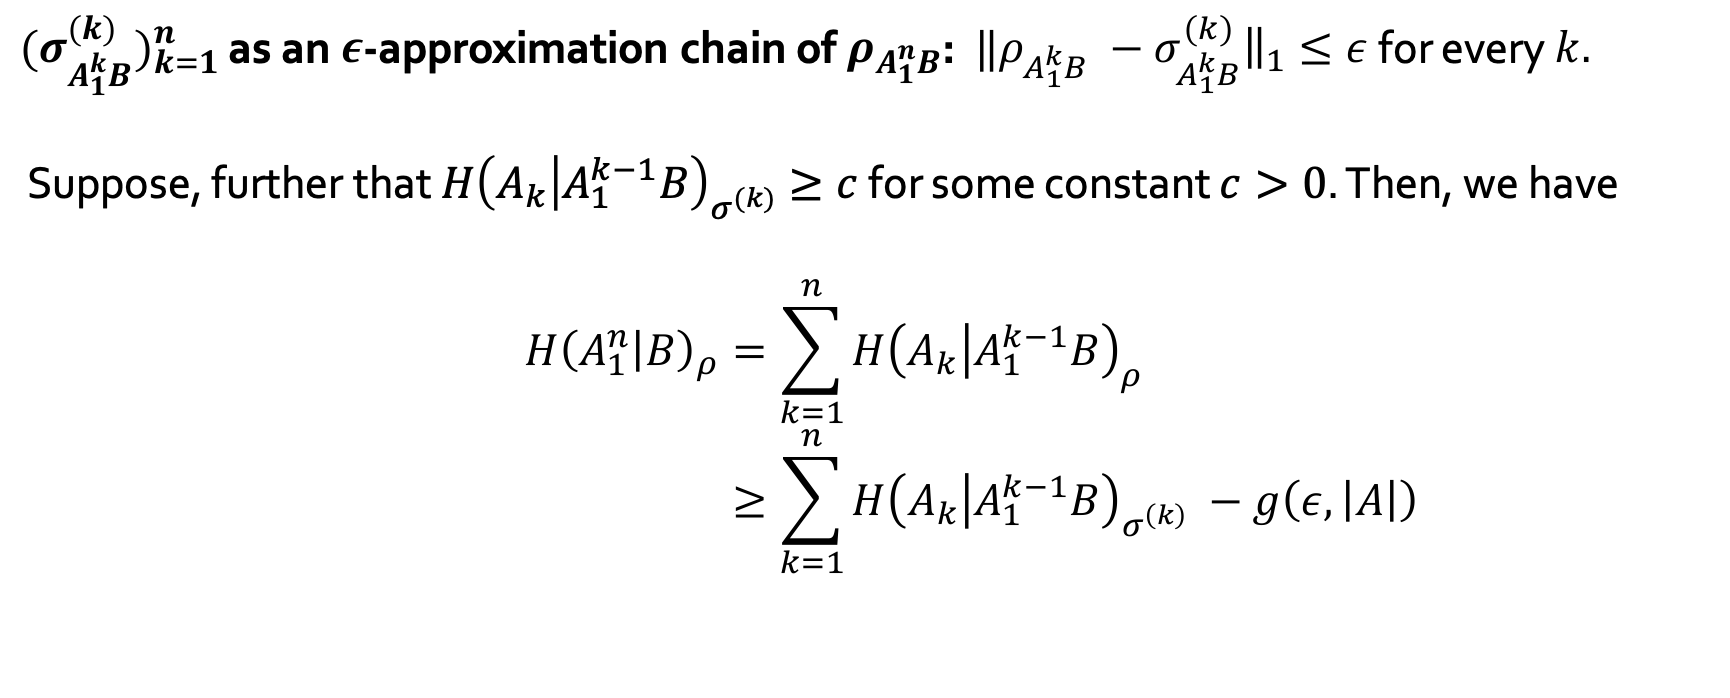 (σ^{(k)}_{A_1^k B})_{k=1}^n as an ϵ-approximation chain of ρ_{A_1^n B}: ‖ρ_{A_1^k B} − σ^{(k)}_{A_1^k B}‖_1 ≤ ϵ for every k.
Suppose, further that H(A_k|A_1^{k−1}B)_{σ^{(k)}} ≥ c for some constant c > 0. Then, we have
H(A_1^n|B)_ρ = ∑_{k=1}^n H(A_k|A_1^{k−1}B)_ρ
≥ ∑_{k=1}^n H(A_k|A_1^{k−1}B)_{σ^{(k)}} − g(ϵ, |A|)